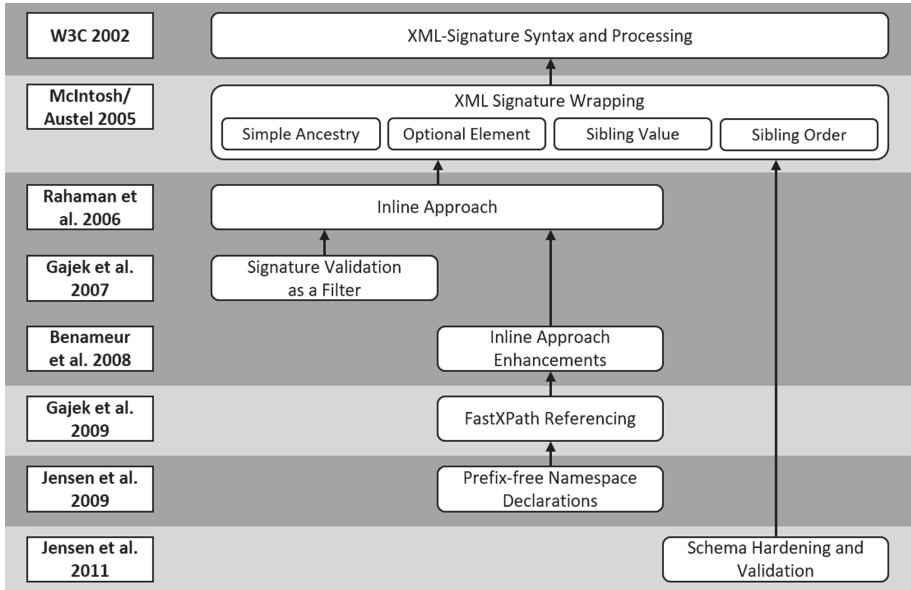 W3C 2002
XML-Signature Syntax and Processing
McIntosh/
Austel 2005
XML Signature Wrapping
Simple Ancestry
Optional Element
Sibling Value
Sibling Order
Rahaman et
al. 2006
Inline Approach
Gajek et al.
2007
Signature Validation
as a Filter
Benameur
et al. 2008
Inline Approach
Enhancements
Gajek et al.
2009
FastXPath Referencing
Jensen et al.
2009
Prefix-free Namespace
Declarations
Jensen et al.
2011
Schema Hardening and
Validation